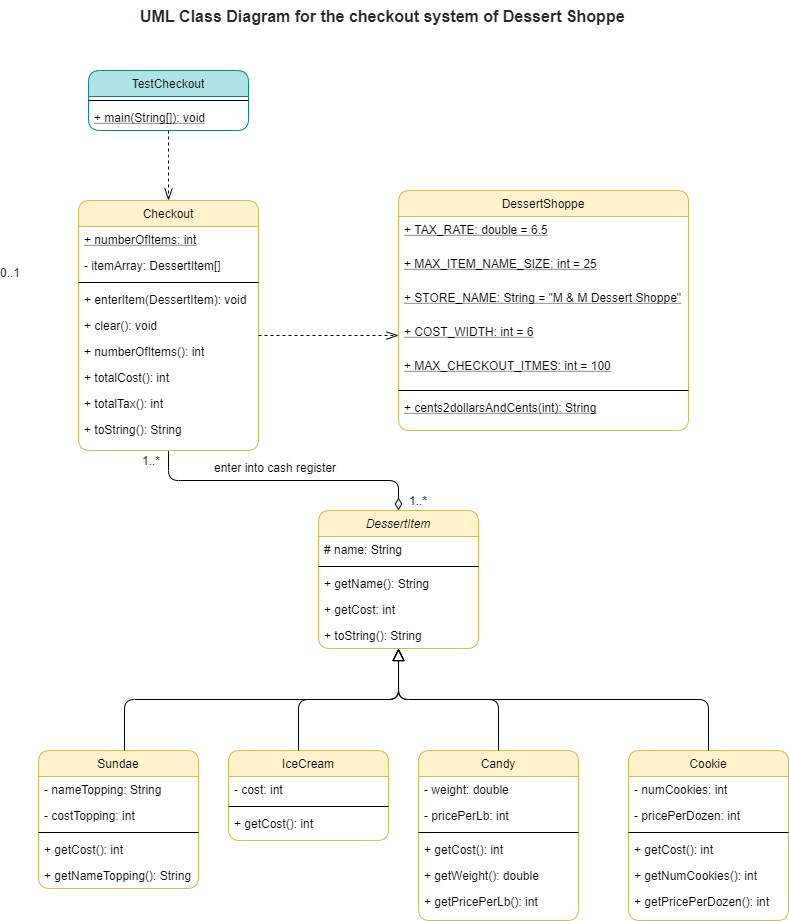 UML Class Diagram for the checkout system of Dessert Shoppe
TestCheckout
+ main(String[]): void
Checkout
+ numberOfItems: int
- itemArray: DessertItem[]
+ enterItem(DessertItem): void
+ clear(): void
+ numberOfItems(): int
+ totalCost(): int
+ totalTax(): int
+ toString(): String
0..1
DessertShoppe
+ TAX_RATE: double = 6.5
+ MAX_ITEM_NAME_SIZE: int = 25
+ STORE_NAME: String = "M & M Dessert Shoppe"
+ COST_WIDTH: int = 6
+ MAX_CHECKOUT_ITMES: int = 100
+ cents2dollarsAndCents(int): String
1..*
enter into cash register
1..*
DessertItem
# name: String
+ getName(): String
+ getCost: int
+ toString(): String
Sundae
- nameTopping: String
- costTopping: int
+ getCost(): int
+ getNameTopping(): String
IceCream
- cost: int
+ getCost(): int
Candy
- weight: double
- pricePerLb: int
+ getCost(): int
+ getWeight(): double
+ getPricePerLb(): int
Cookie
- numCookies: int
- pricePerDozen: int
+ getCost(): int
+ getNumCookies(): int
+ getPricePerDozen(): int